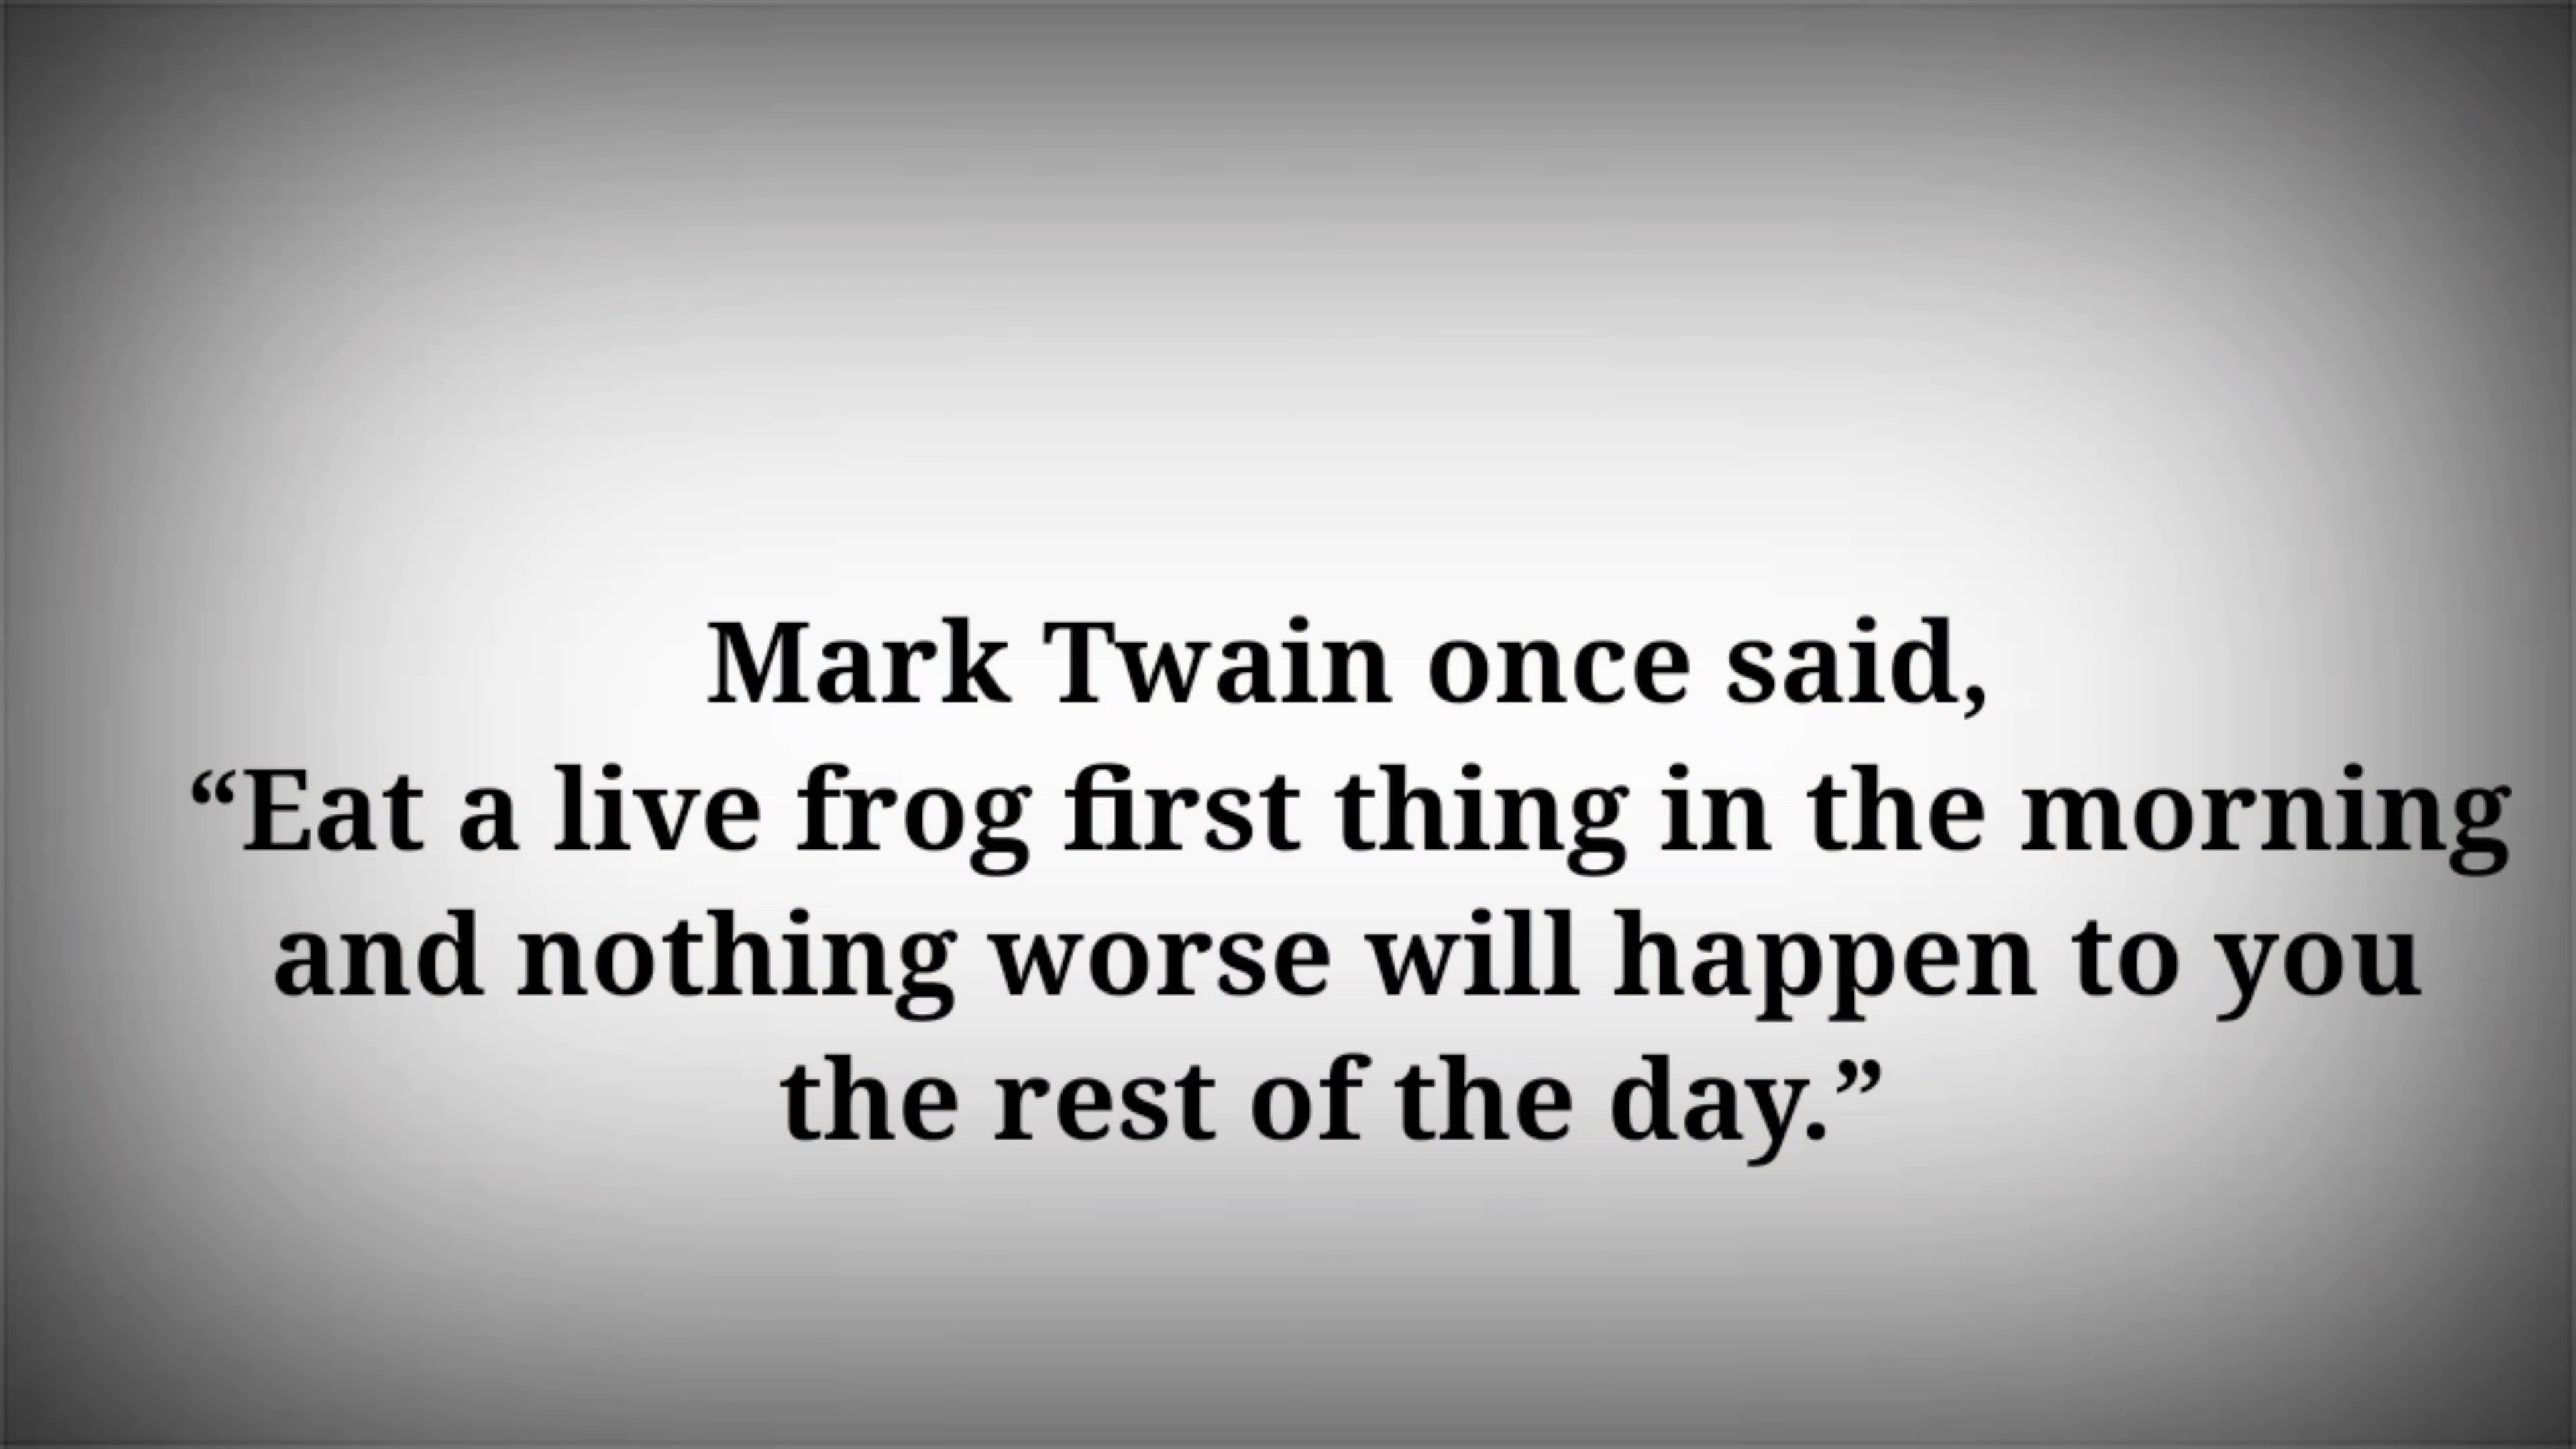 Mark Twain once said,
“Eat a live frog first thing in the morning
and nothing worse will happen to you
the rest of the day.”